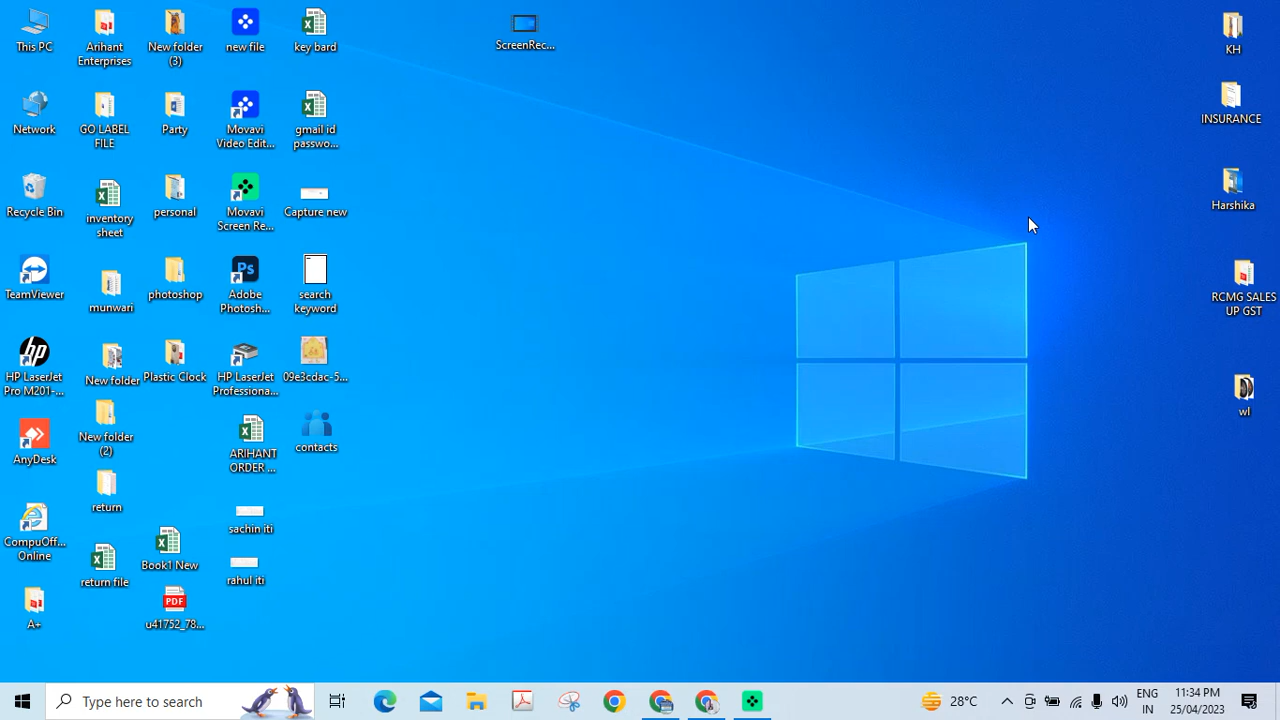 This PC
Arihant
Enterprises
New folder
(3)
new file
key bard
ScreenRec...
KH
Network
GO LABEL
FILE
Party
Movavi
Video Edit...
gmail id
passwo...
INSURANCE
Recycle Bin
inventory
sheet
personal
Movavi
Screen Re...
Capture new
Harshika
TeamViewer
munwari
photoshop
Ps
Adobe
Photosh...
search
keyword
RCMG SALES
UP GST
hp
HP LaserJet
Pro M201-...
New folder
Plastic Clock
HP LaserJet
Professiona...
09e3cdac-5...
wl
AnyDesk
New folder
(2)
ARIHANT
ORDER ...
contacts
return
sachin iti
CompuOff...
Online
return file
Book1 New
rahul iti
A+
PDF
u41752_78...
Type here to search
28°C
ENG
IN
11:34 PM
25/04/2023